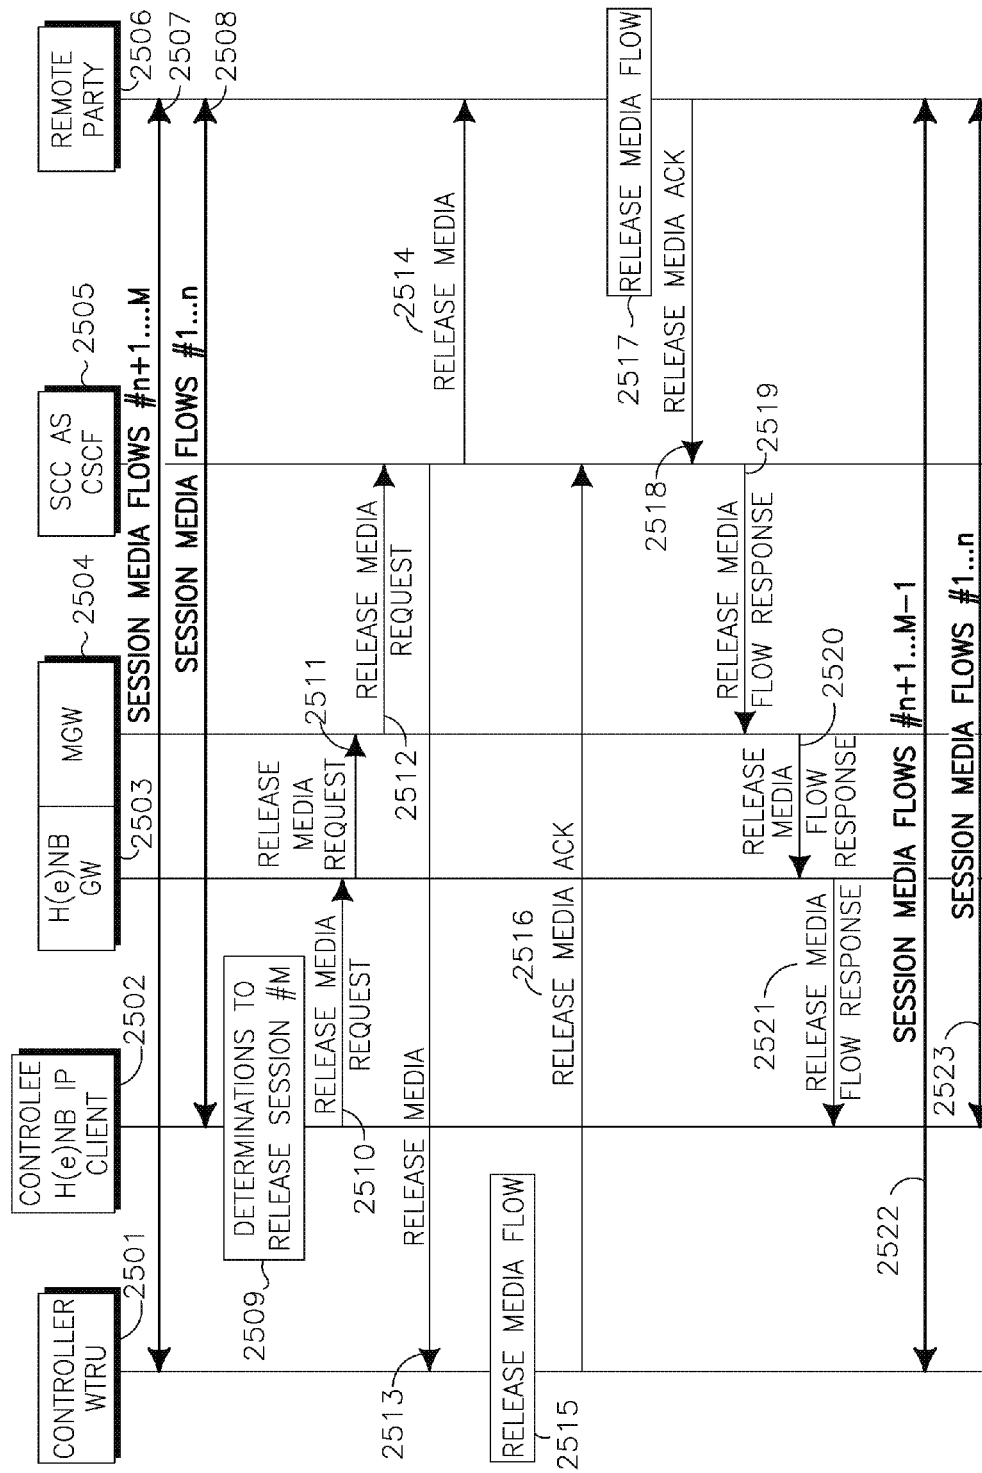 CONTROLLER
WTRU
2501
CONTROLEE
H(e)NB IP
CLIENT
2502
H(e)NB
GW
2503
MGW
2504
SCC AS
CSCF
2505
REMOTE
PARTY
2506
SESSION MEDIA FLOWS #n+1....M
2507
SESSION MEDIA FLOWS #1...n
2508
DETERMINATIONS TO
RELEASE SESSION #M
2509
RELEASE MEDIA
REQUEST
2510
RELEASE
MEDIA
REQUEST
2511
RELEASE MEDIA
REQUEST
2512
RELEASE MEDIA
2513
RELEASE MEDIA
2514
RELEASE MEDIA FLOW
2515
RELEASE MEDIA ACK
2516
2517
RELEASE MEDIA FLOW
RELEASE MEDIA ACK
2518
RELEASE MEDIA
FLOW RESPONSE
2519
RELEASE
MEDIA
FLOW
RESPONSE
2520
RELEASE MEDIA
FLOW RESPONSE
2521
SESSION MEDIA FLOWS #n+1...M-1
2522
SESSION MEDIA FLOWS #1...n
2523